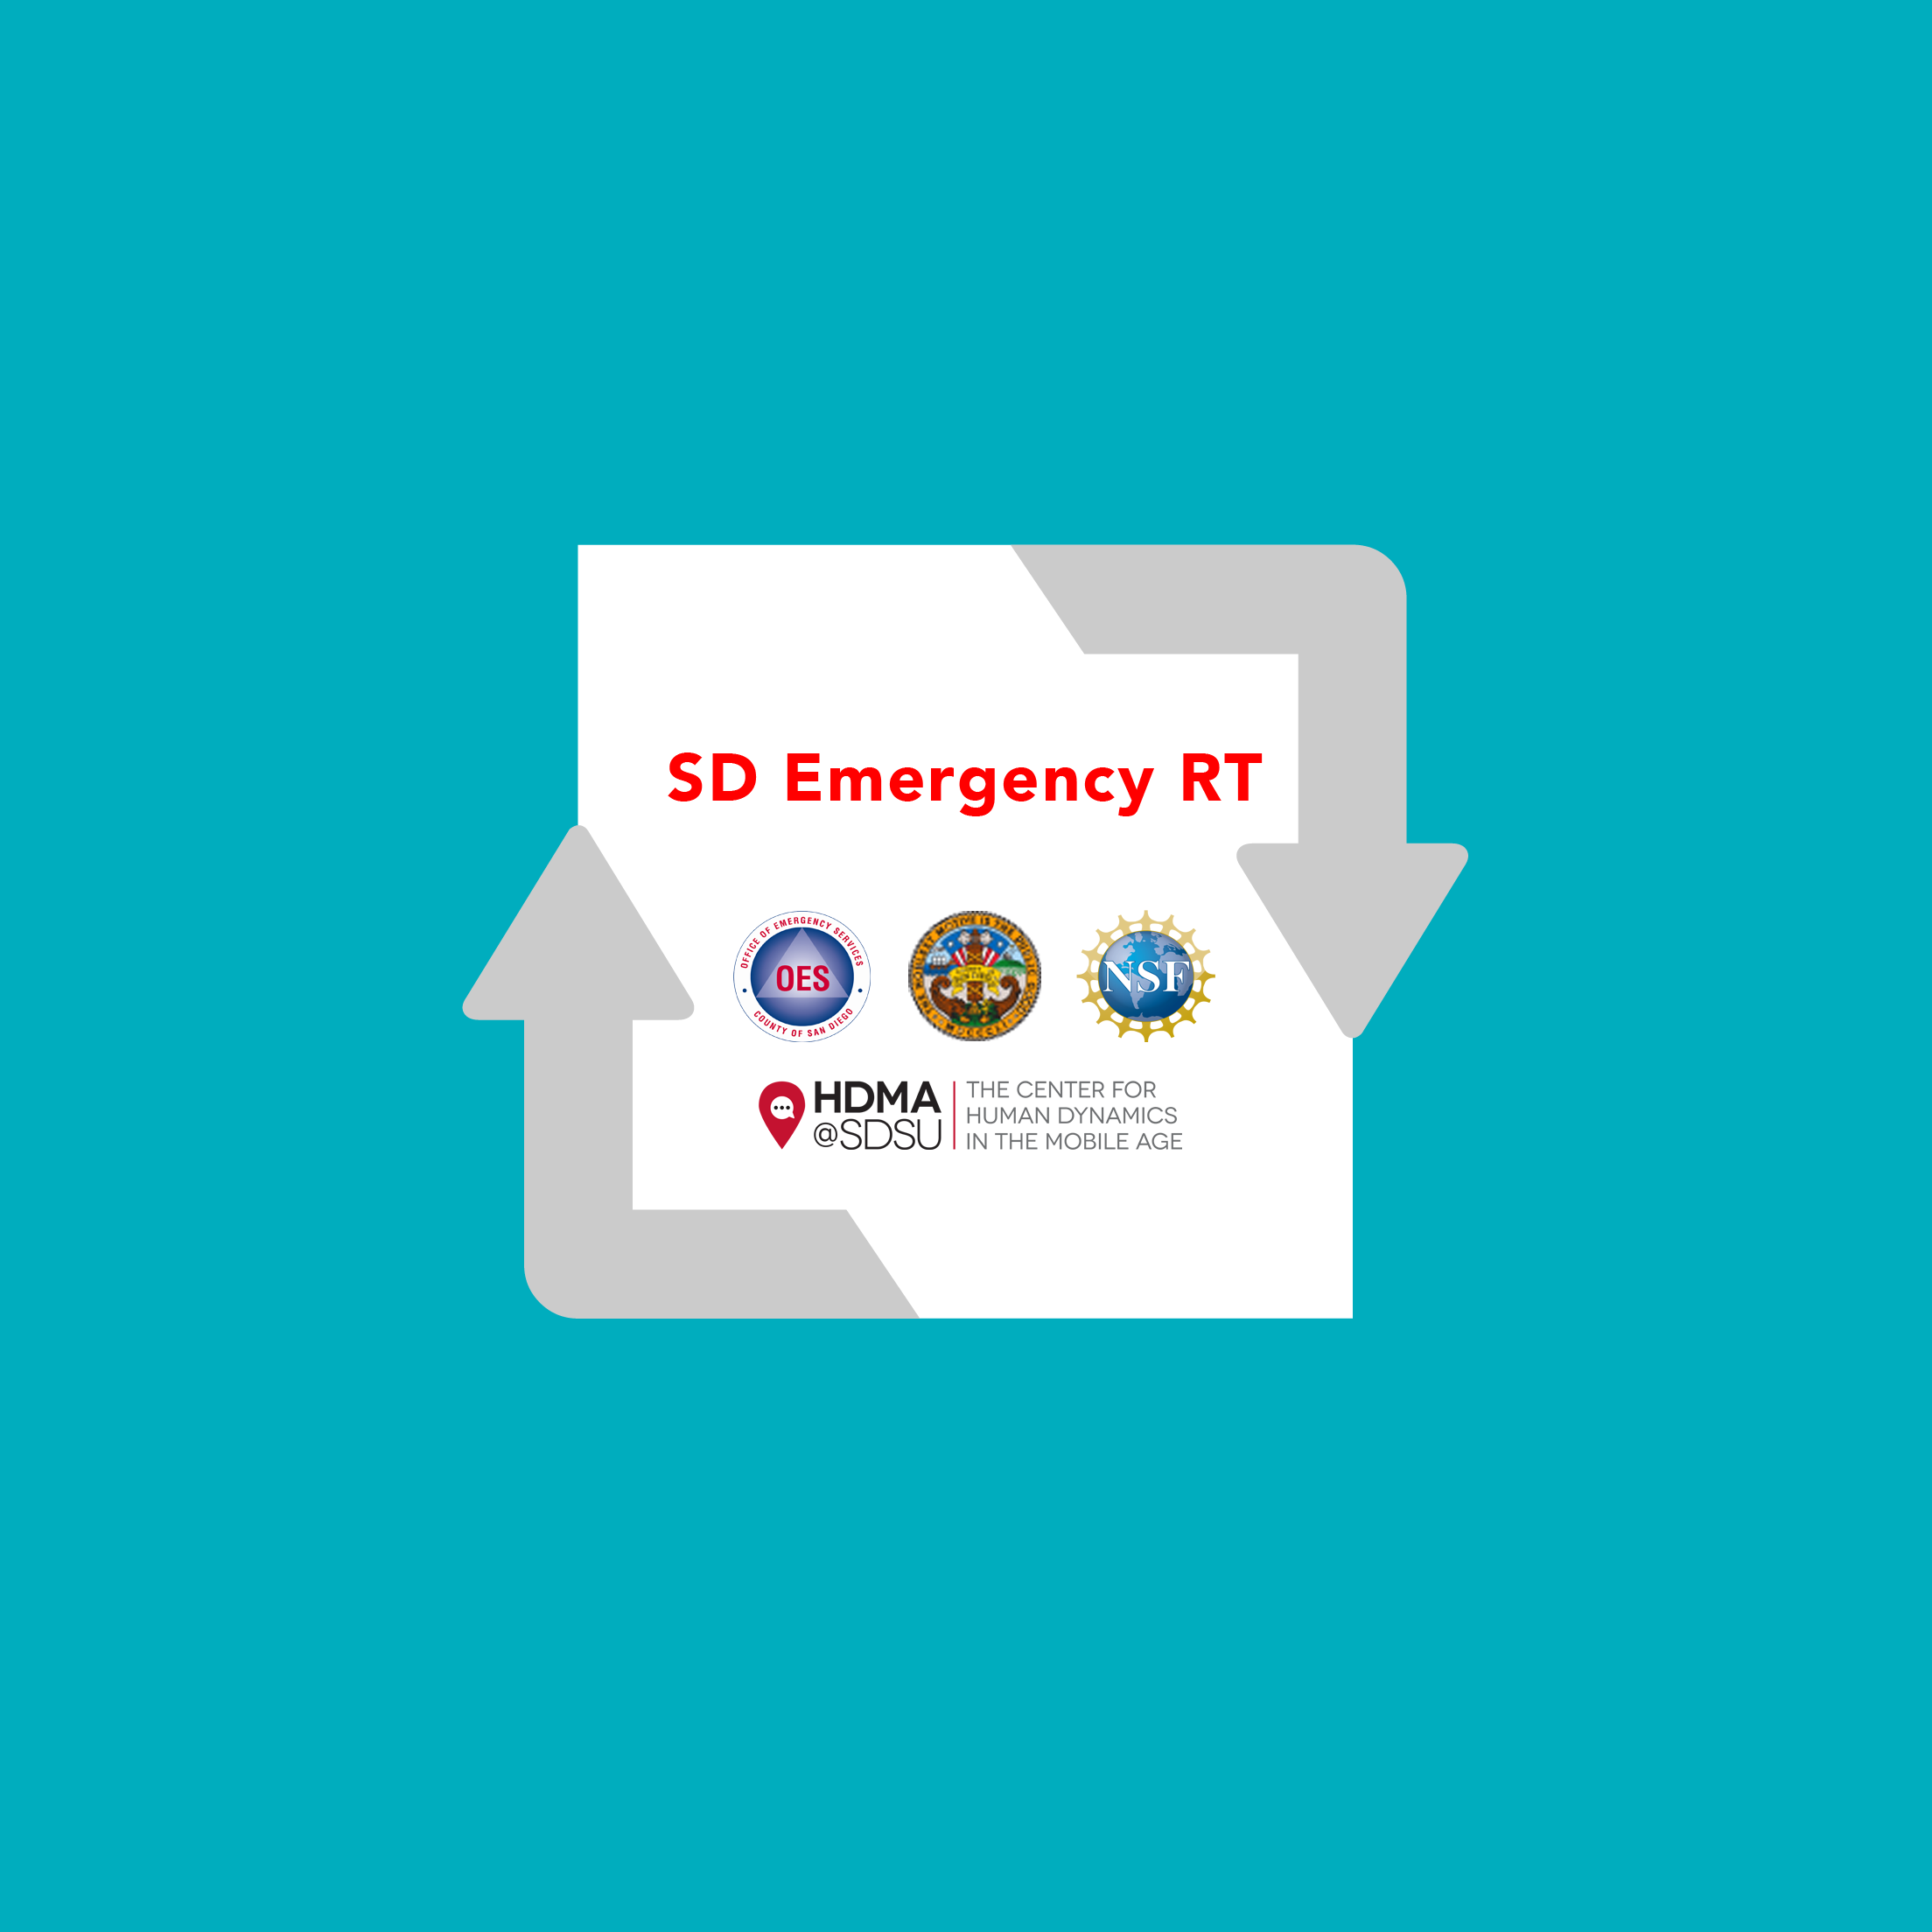 SD Emergency RT
OFFICE OF EMERGENCY SERVICES
OES
COUNTY OF SAN DIEGO
NSF
HDMA
@SDSU
THE CENTER FOR
HUMAN DYNAMICS
IN THE MOBILE AGE